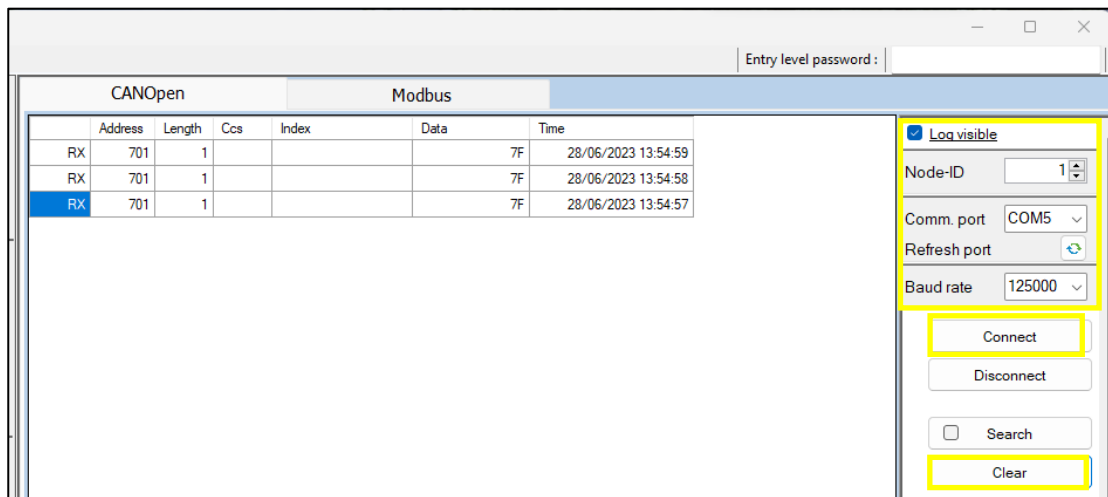 Entry level password :
CANOpen Modbus
Address Length Ccs Index Data Time
RX 701 1 7F 28/06/2023 13:54:59
RX 701 1 7F 28/06/2023 13:54:58
RX 701 1 7F 28/06/2023 13:54:57
Log visible
Node-ID 1
Comm. port COM5
Refresh port
Baud rate 125000
Connect
Disconnect
Search
Clear